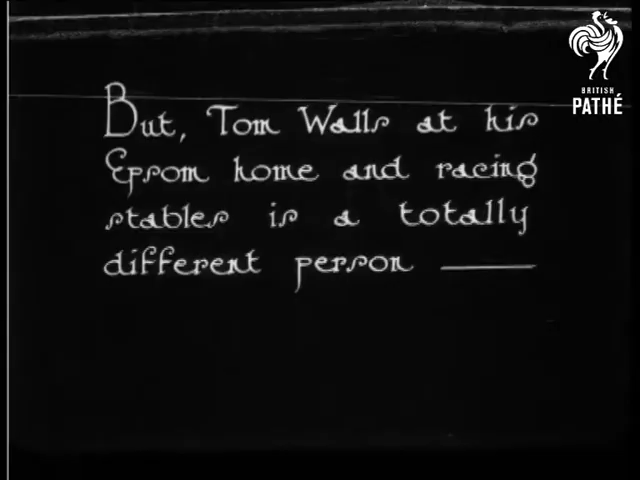 BRITISH
PATHÉ
But, Tom Walls at his
Epsom home and racing
stables is a totally
different person ——